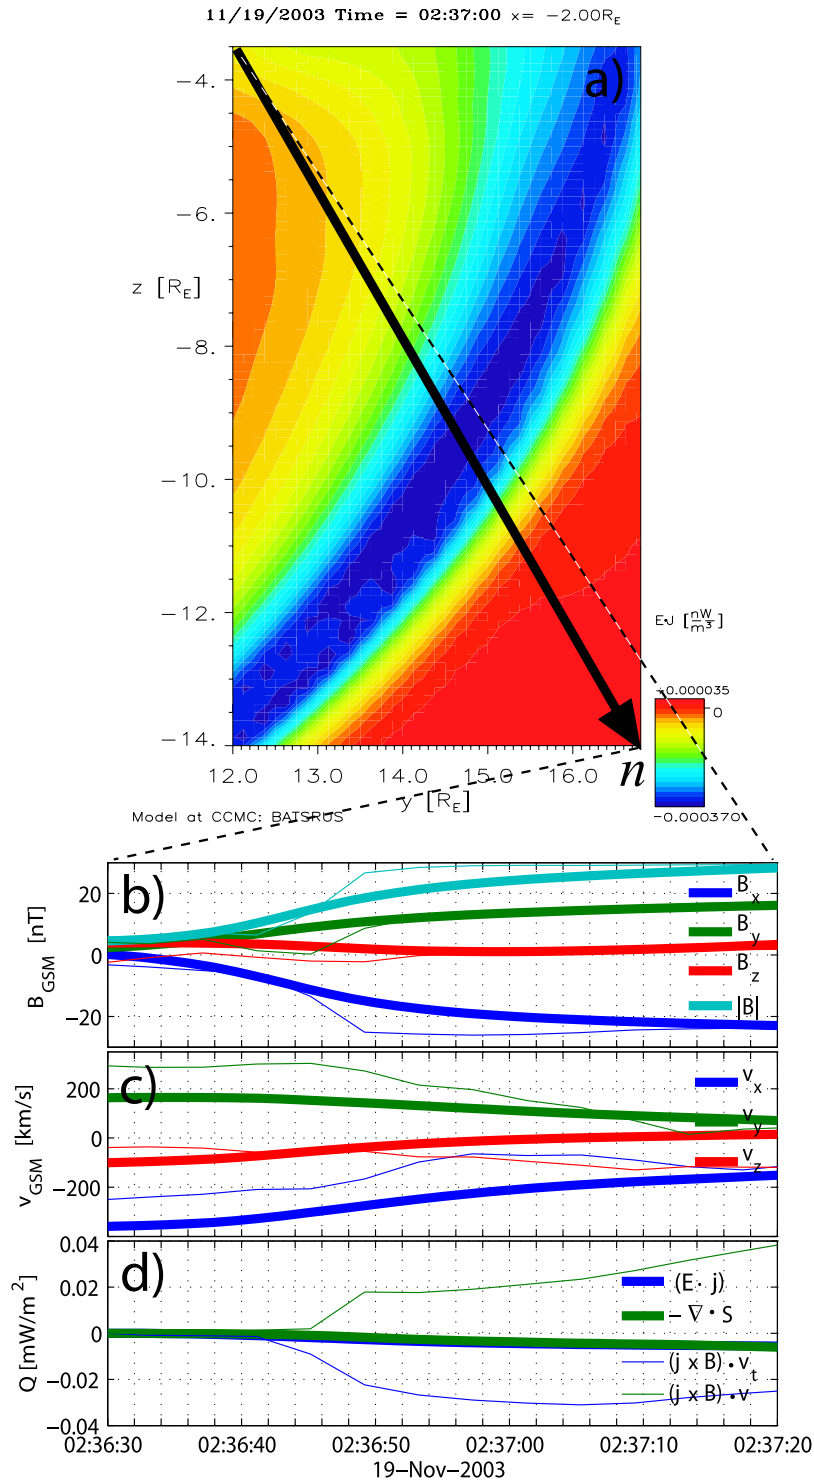 11/19/2003 Time = 02:37:00 x= −2.00R_E
a)
−4.
−6.
z [R_E]
−8.
−10.
−12.
−14.
E•J [nW/m³]
+0.000035
0
−0.000370
12.0 13.0 14.0 15.0 16.0
n
y [R_E]
Model at CCMC: BATSRUS
b)
B_GSM [nT]
20
0
−20
B_x
B_y
B_z
|B|
c)
v_GSM [km/s]
200
0
−200
v_x
v_y
v_z
d)
Q [mW/m²]
0.04
0.02
0
−0.02
−0.04
(E · j)
− ∇ · S
(j x B) · v_t
(j x B) · v
02:36:30 02:36:40 02:36:50 02:37:00 02:37:10 02:37:20
19−Nov−2003